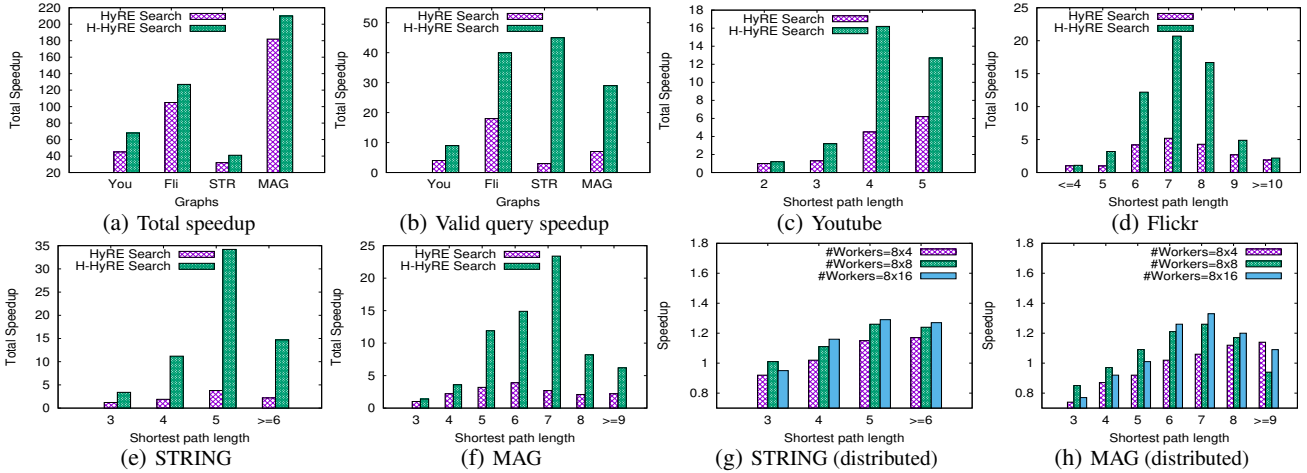 Total Speedup
220
200
180
160
140
120
100
80
60
40
20
HyRE Search
H-HyRE Search
You Fli STR MAG
Graphs
(a) Total speedup
Total Speedup
50
40
30
20
10
0
HyRE Search
H-HyRE Search
You Fli STR MAG
Graphs
(b) Valid query speedup
Total Speedup
18
16
14
12
10
8
6
4
2
0
HyRE Search
H-HyRE Search
2 3 4 5
Shortest path length
(c) Youtube
Total Speedup
25
20
15
10
5
0
HyRE Search
H-HyRE Search
<=4 5 6 7 8 9 >=10
Shortest path length
(d) Flickr
Total Speedup
35
30
25
20
15
10
5
0
HyRE Search
H-HyRE Search
3 4 5 >=6
Shortest path length
(e) STRING
Total Speedup
25
20
15
10
5
0
HyRE Search
H-HyRE Search
3 4 5 6 7 8 >=9
Shortest path length
(f) MAG
Speedup
1.8
1.6
1.4
1.2
1
0.8
#Workers=8x4
#Workers=8x8
#Workers=8x16
3 4 5 >=6
Shortest path length
(g) STRING (distributed)
Speedup
1.8
1.6
1.4
1.2
1
0.8
#Workers=8x4
#Workers=8x8
#Workers=8X16
3 4 5 6 7 8 >=9
Shortest path length
(h) MAG (distributed)